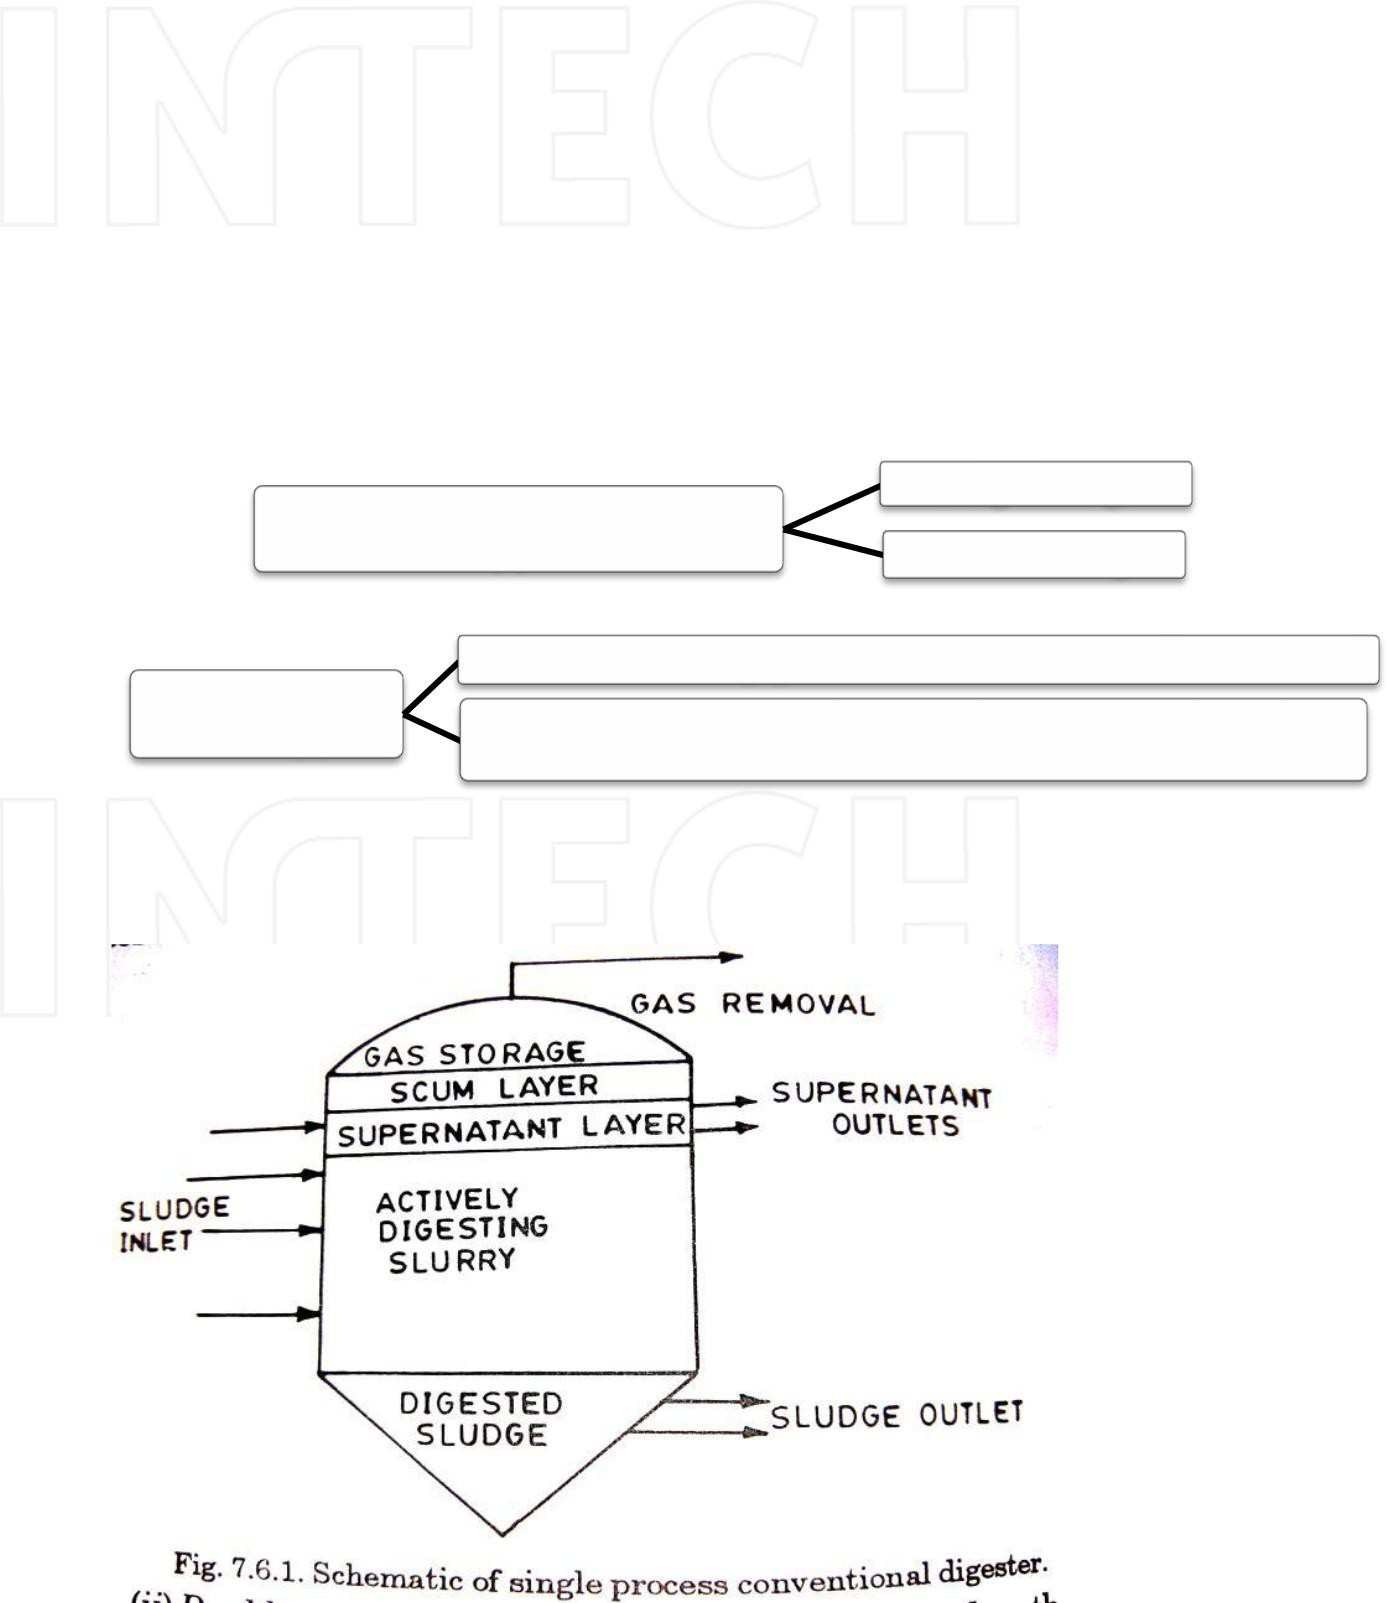 INTECH
INTECH
GAS REMOVAL
GAS STORAGE
SCUM LAYER
SUPERNATANT
OUTLETS
SUPERNATANT LAYER
ACTIVELY
DIGESTING
SLURRY
SLUDGE
INLET
DIGESTED
SLUDGE
SLUDGE OUTLET
Fig. 7.6.1. Schematic of single process conventional digester.
(ii)